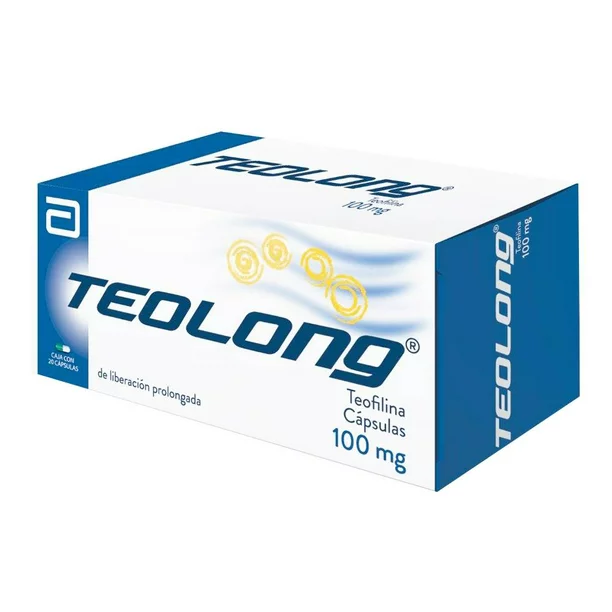 TEOLONG®
Teofilina
100 mg
TEOLONG®
de liberación prolongada
Teofilina
Cápsulas
100 mg
CAJA CON
20 CÁPSULAS
TEOLONG®
Teofilina
100 mg